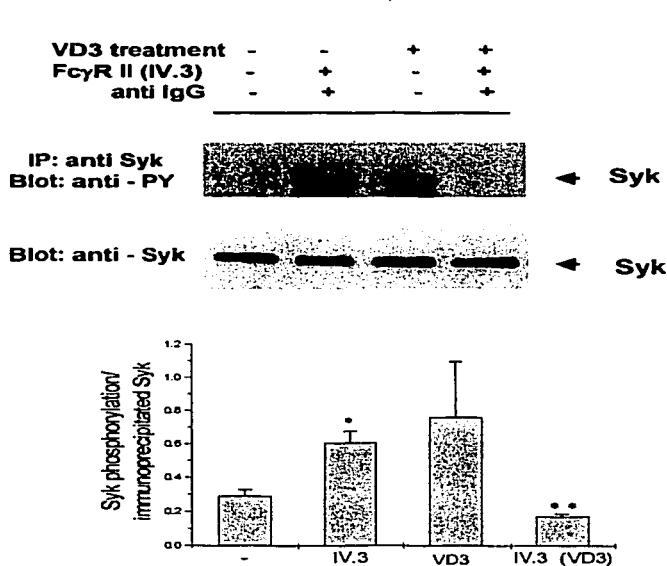 VD3 treatment - - + +
FcγR II (IV.3) - + - +
anti IgG - + - +
IP: anti Syk
Blot: anti - PY
Syk
Blot: anti - Syk
Syk
Syk phosphorylation/
immunoprecipitated Syk
1.2
1.0
0.8
0.6
0.4
0.2
0.0
*
* *
- IV.3 VD3 IV.3 (VD3)